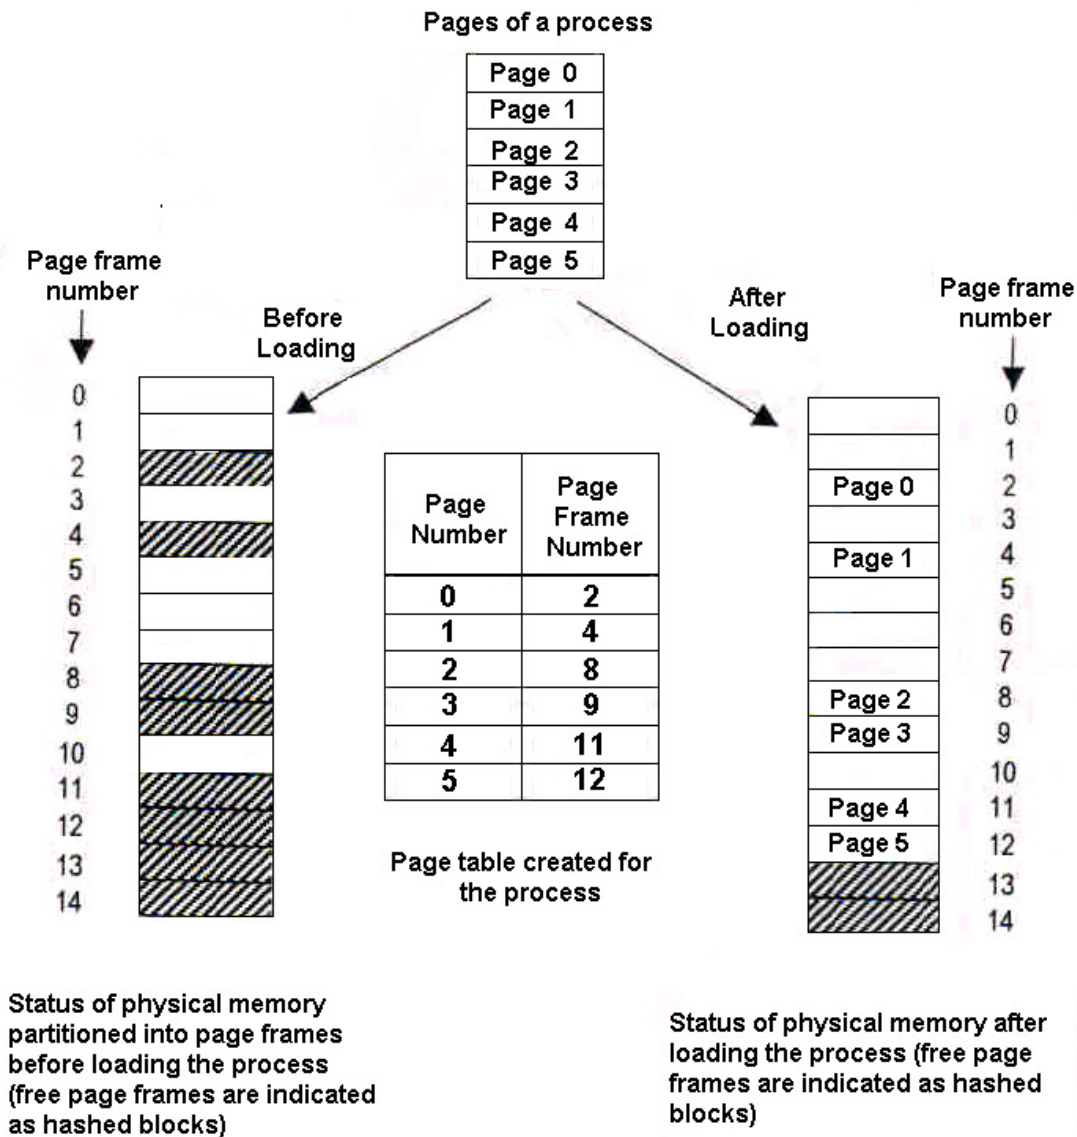 Pages of a process
Page 0
Page 1
Page 2
Page 3
Page 4
Page 5
Page frame
number
Before
Loading
After
Loading
Page frame
number
0
1
2
3
4
5
6
7
8
9
10
11
12
13
14
Page
Number
Page
Frame
Number
0 2
1 4
2 8
3 9
4 11
5 12
Page table created for
the process
0
1
Page 0 2
3
Page 1 4
5
6
7
Page 2 8
Page 3 9
10
Page 4 11
Page 5 12
13
14
Status of physical memory
partitioned into page frames
before loading the process
(free page frames are indicated
as hashed blocks)
Status of physical memory after
loading the process (free page
frames are indicated as hashed
blocks)